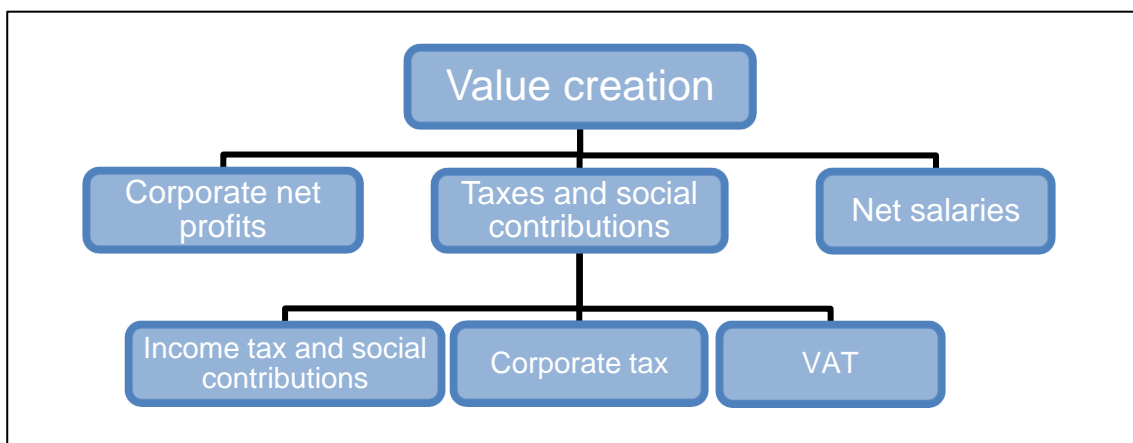 Value creation
Corporate net
profits
Taxes and social
contributions
Net salaries
Income tax and social
contributions
Corporate tax
VAT